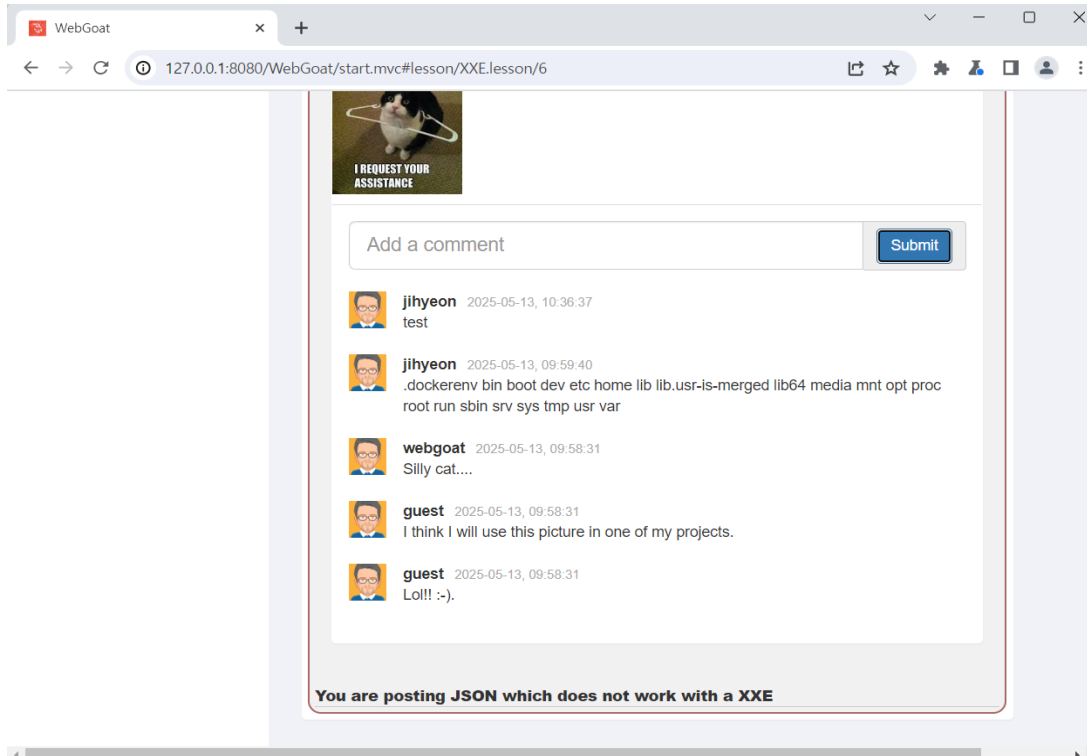 WebGoat
127.0.0.1:8080/WebGoat/start.mvc#lesson/XXE.lesson/6
I REQUEST YOUR
ASSISTANCE
Add a comment
Submit
jihyeon 2025-05-13, 10:36:37
test
jihyeon 2025-05-13, 09:59:40
.dockerenv bin boot dev etc home lib lib.usr-is-merged lib64 media mnt opt proc
root run sbin srv sys tmp usr var
webgoat 2025-05-13, 09:58:31
Silly cat....
guest 2025-05-13, 09:58:31
I think I will use this picture in one of my projects.
guest 2025-05-13, 09:58:31
Lol!! :-).
You are posting JSON which does not work with a XXE